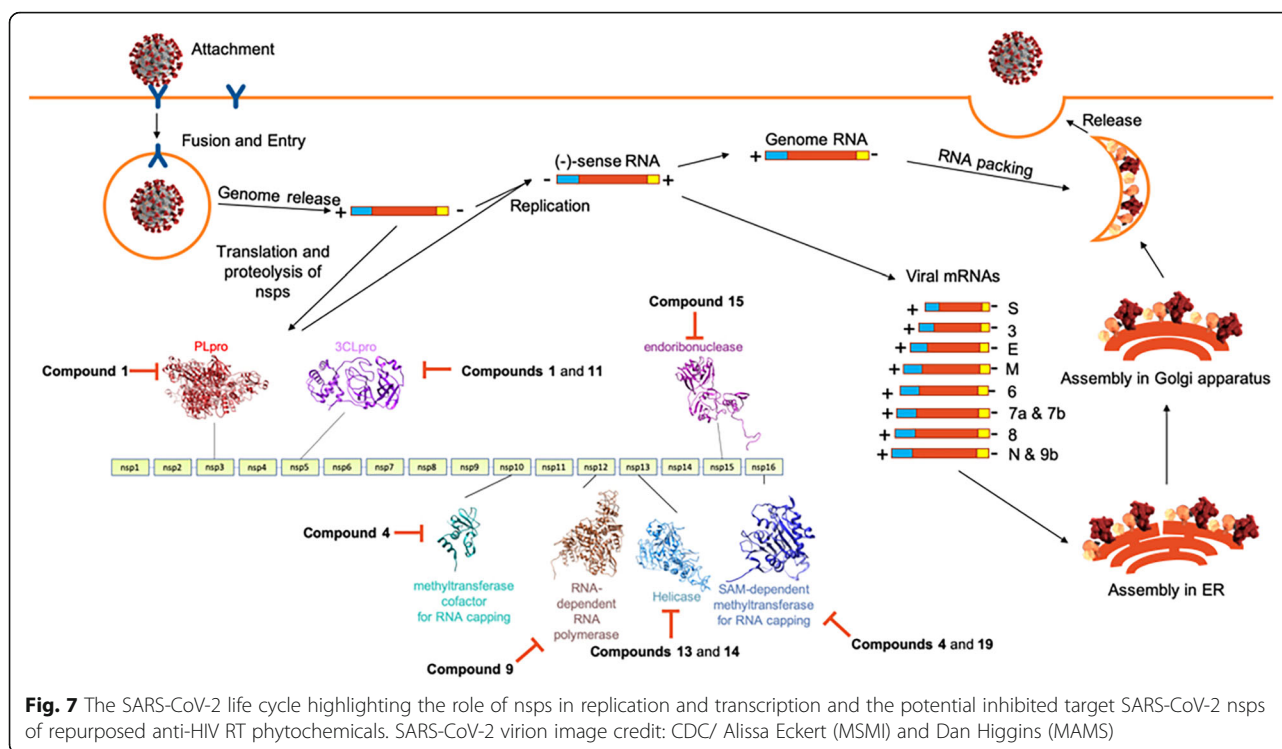 Attachment
Fusion and Entry
Genome release
+ -
Replication
(-)-sense RNA
- +
Genome RNA
+ -
RNA packing
Release
Translation and
proteolysis of
nsps
Viral mRNAs
+ - S
+ - 3
+ - E
+ - M
+ - 6
+ - 7a & 7b
+ - 8
+ - N & 9b
Assembly in Golgi apparatus
Assembly in ER
Compound 15
endoribonuclease
PLpro
Compound 1
3CLpro
Compounds 1 and 11
nsp1 nsp2 nsp3 nsp4 nsp5 nsp6 nsp7 nsp8 nsp9 nsp10 nsp11 nsp12 nsp13 nsp14 nsp15 nsp16
Compound 4
methyltransferase
cofactor
for RNA capping
RNA-
dependent
RNA
polymerase
Helicase
SAM-dependent
methyltransferase
for RNA capping
Compound 9
Compounds 13 and 14
Compounds 4 and 19
Fig. 7 The SARS-CoV-2 life cycle highlighting the role of nsps in replication and transcription and the potential inhibited target SARS-CoV-2 nsps
of repurposed anti-HIV RT phytochemicals. SARS-CoV-2 virion image credit: CDC/ Alissa Eckert (MSMI) and Dan Higgins (MAMS)